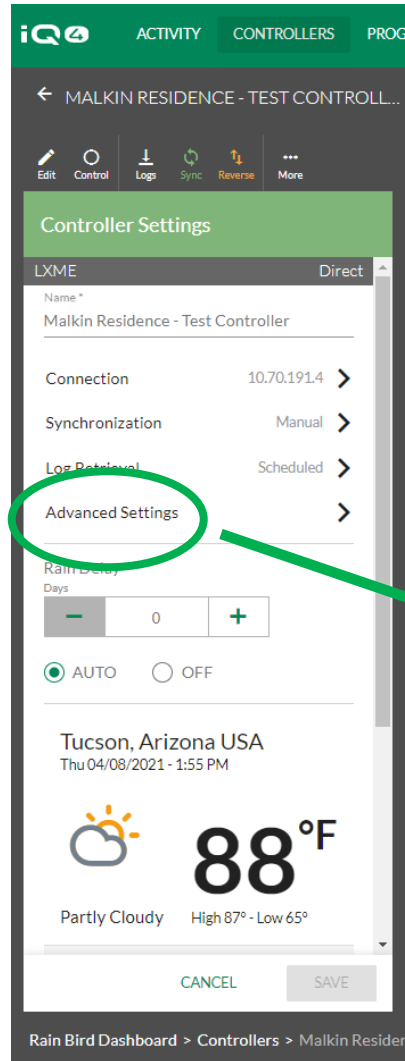 iQ4 ACTIVITY CONTROLLERS PROG
MALKIN RESIDENCE - TEST CONTROLL...
Edit Control Logs Sync Reverse More
Controller Settings
LXME Direct
Name *
Malkin Residence - Test Controller
Connection 10.70.191.4
Synchronization Manual
Log Retrieval Scheduled
Advanced Settings
Rain Delay
Days
− 0 +
AUTO OFF
Tucson, Arizona USA
Thu 04/08/2021 - 1:55 PM
88°F
Partly Cloudy High 87° - Low 65°
CANCEL SAVE
Rain Bird Dashboard > Controllers > Malkin Residen